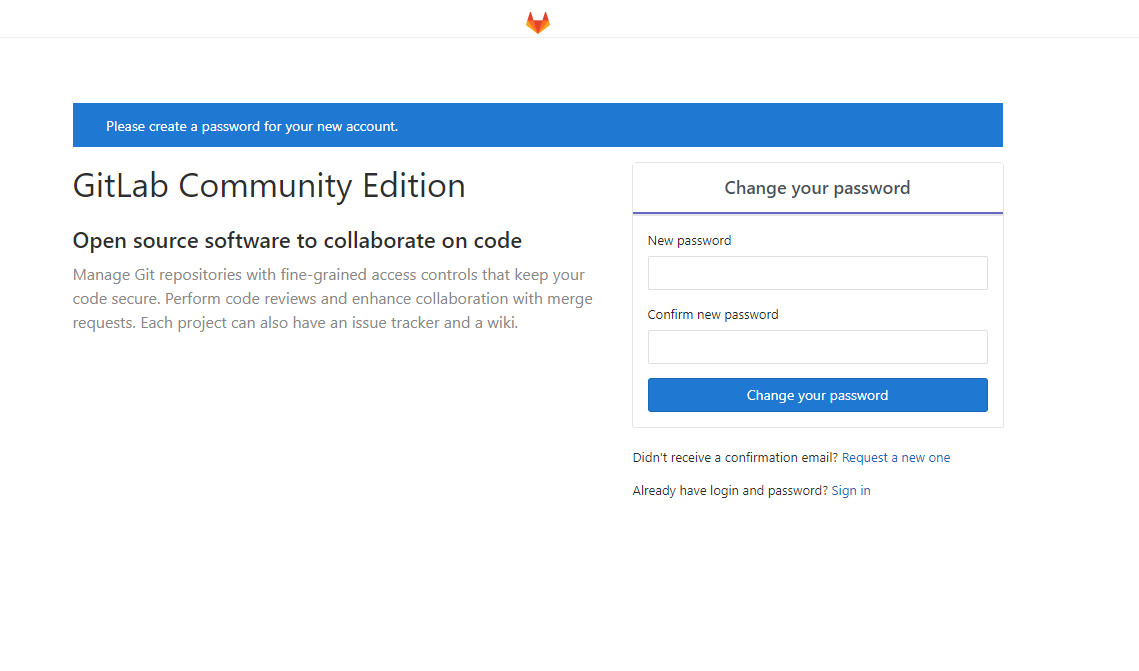 Please create a password for your new account.
GitLab Community Edition
Open source software to collaborate on code
Manage Git repositories with fine-grained access controls that keep your
code secure. Perform code reviews and enhance collaboration with merge
requests. Each project can also have an issue tracker and a wiki.
Change your password
New password
Confirm new password
Change your password
Didn't receive a confirmation email? Request a new one
Already have login and password? Sign in